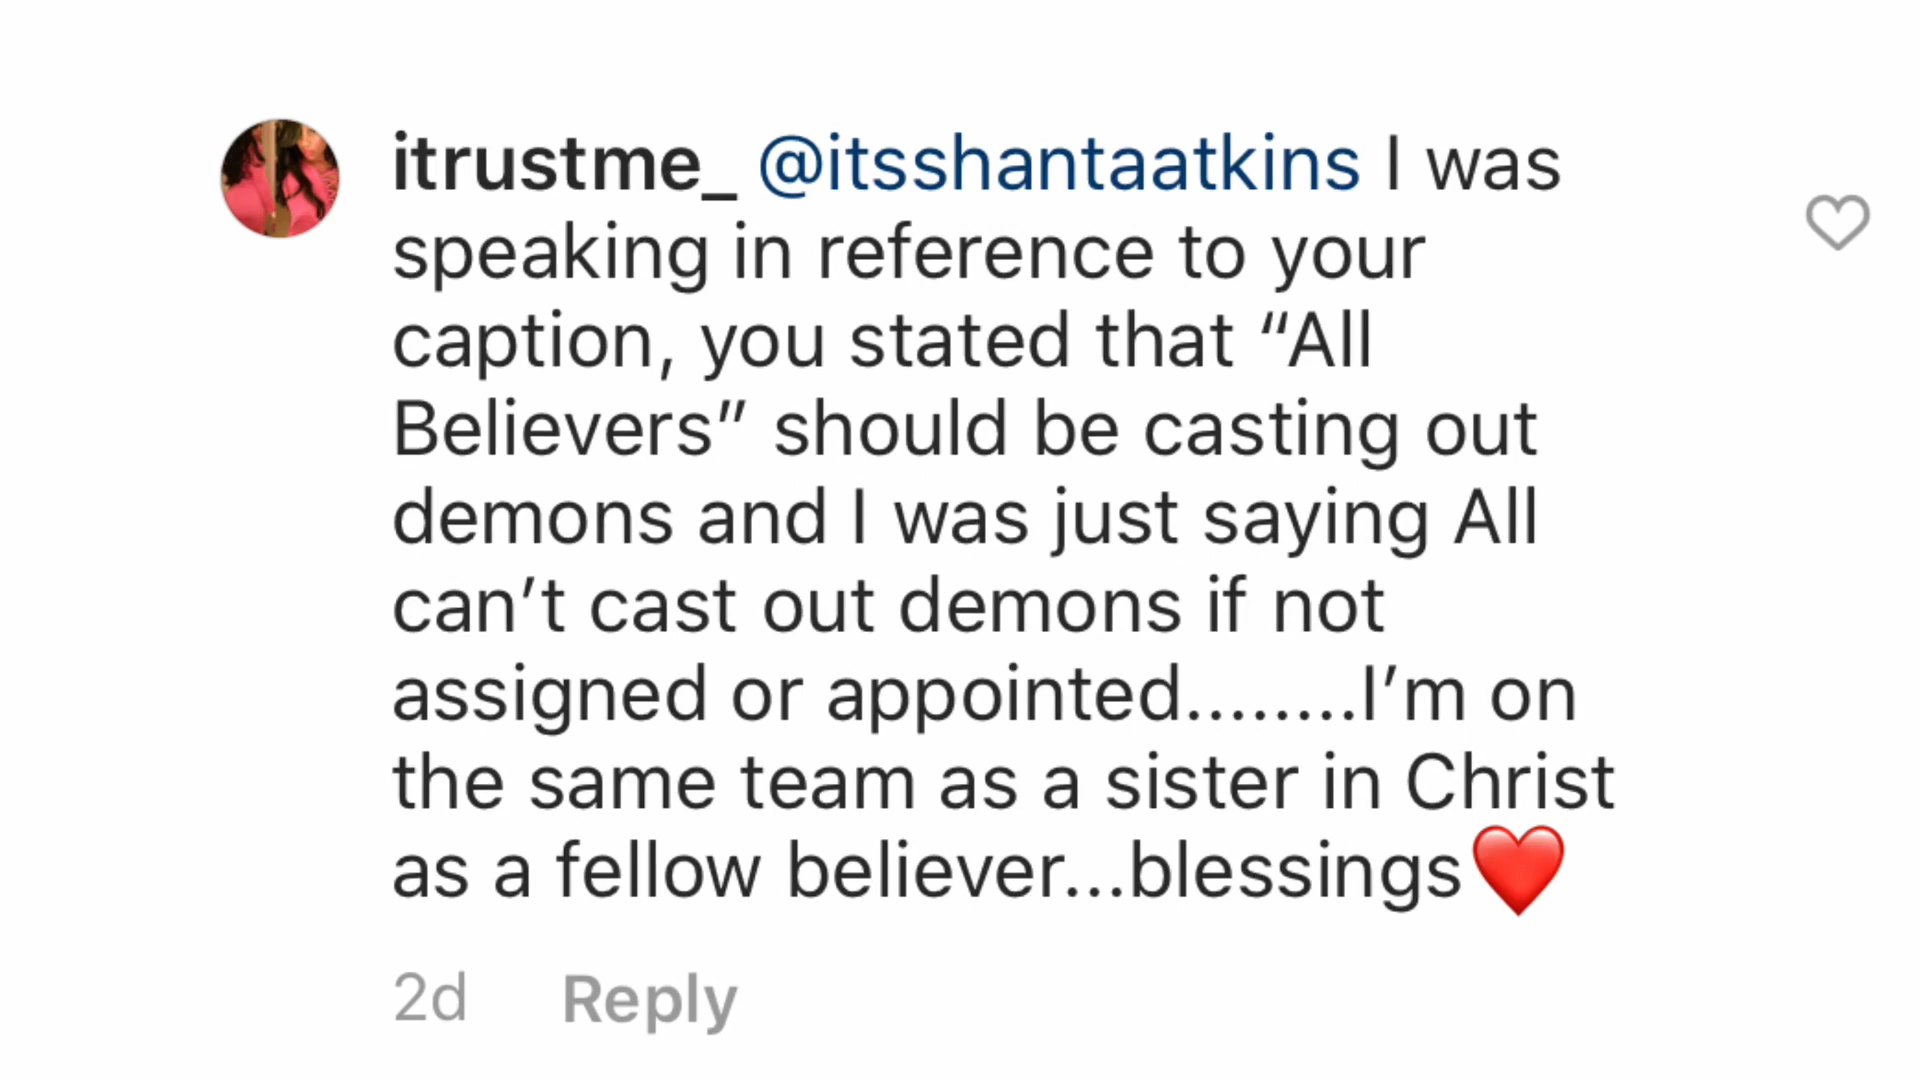 itrustme_ @itsshantaatkins I was
speaking in reference to your
caption, you stated that “All
Believers” should be casting out
demons and I was just saying All
can’t cast out demons if not
assigned or appointed........I’m on
the same team as a sister in Christ
as a fellow believer...blessings❤️
2d Reply